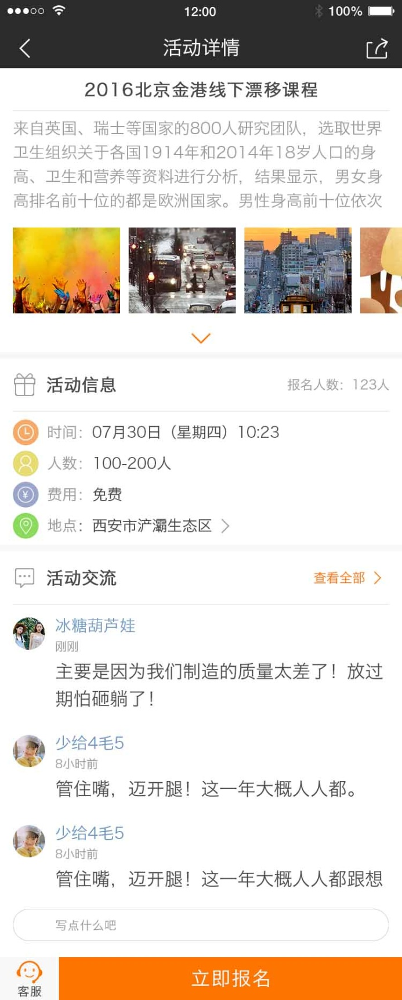 12:00
100%
活动详情
2016北京金港线下漂移课程
来自英国、瑞士等国家的800人研究团队，选取世界
卫生组织关于各国1914年和2014年18岁人口的身
高、卫生和营养等资料进行分析，结果显示，男女身
高排名前十位的都是欧洲国家。男性身高前十位依次
活动信息
报名人数：123人
时间：07月30日（星期四）10:23
人数：100-200人
费用：免费
地点：西安市浐灞生态区
活动交流
查看全部
冰糖葫芦娃
刚刚
主要是因为我们制造的质量太差了！放过
期怕砸躺了！
少给4毛5
8小时前
管住嘴，迈开腿！这一年大概人人都。
少给4毛5
8小时前
管住嘴，迈开腿！这一年大概人人都跟想
写点什么吧
客服
立即报名